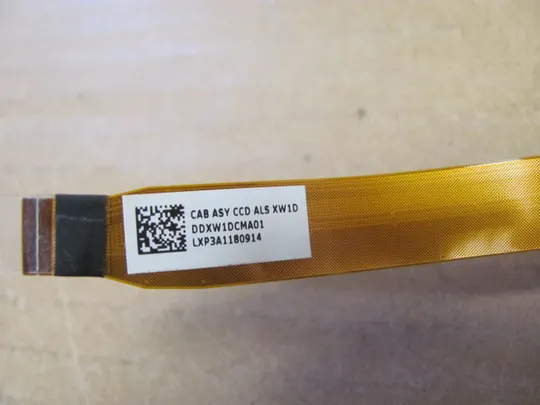 CAB ASY CCD ALS XW1D
DDXW1DCMA01
LXP3A1180914